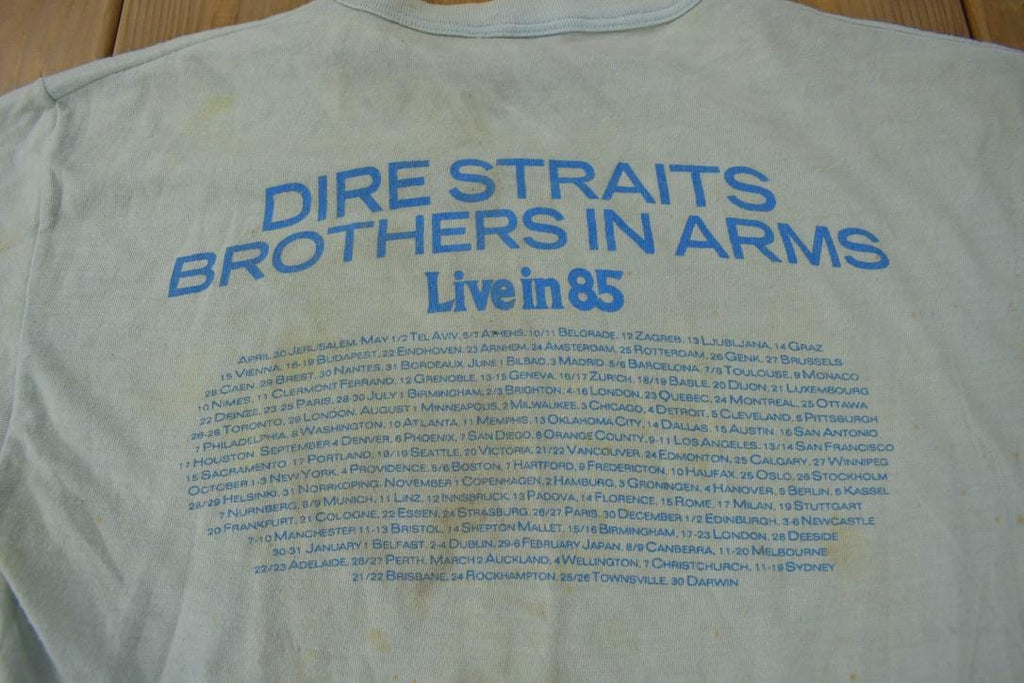 DIRE STRAITS
BROTHERS IN ARMS
Live in 85
APRIL 30 JERUSALEM, MAY 1/2 TEL AVIV, 6/7 ATHENS, 10/11 BELGRADE, 12 ZAGREB, 13 LJUBLJANA, 14 GRAZ
15 VIENNA, 16-19 BUDAPEST, 22 EINDHOVEN, 23 ARNHEM, 24 AMSTERDAM, 25 ROTTERDAM, 26 GENK, 27 BRUSSELS
28 CAEN, 29 BREST, 30 NANTES, 31 BORDEAUX, JUNE 1 BILBAO, 3 MADRID, 5/6 BARCELONA, 7/8 TOULOUSE, 9 MONACO
10 NIMES, 11 CLERMONT FERRAND, 12 GRENOBLE, 13-15 GENEVA, 16/17 ZURICH, 18/19 BASLE, 20 DIJON, 21 LUXEMBOURG
22 ORANZE, 23-25 PARIS, 28-30 JULY 1 BIRMINGHAM, 2/3 BRIGHTON, 4-16 LONDON, 23 QUEBEC, 24 MONTREAL, 25 OTTAWA
26-28 TORONTO, 29 LONDON, AUGUST 1 MINNEAPOLIS, 2 MILWAUKEE, 3 CHICAGO, 4 DETROIT, 5 CLEVELAND, 6 PITTSBURGH
7 PHILADELPHIA, 8 WASHINGTON, 10 ATLANTA, 11 MEMPHIS, 13 OKLAHOMA CITY, 14 DALLAS, 15 AUSTIN, 16 SAN ANTONIO
17 HOUSTON, SEPTEMBER 4 DENVER, 6 PHOENIX, 7 SAN DIEGO, 8 ORANGE COUNTY, 9-11 LOS ANGELES, 13/14 SAN FRANCISCO
15 SACRAMENTO, 17 PORTLAND, 18/19 SEATTLE, 20 VICTORIA, 21/22 VANCOUVER, 24 EDMONTON, 25 CALGARY, 27 WINNIPEG
OCTOBER 1-3 NEW YORK, 4 PROVIDENCE, 5/6 BOSTON, 7 HARTFORD, 9 FREDERICTON, 10 HALIFAX, 25 OSLO, 26 STOCKHOLM
28/29 HELSINKI, 31 NORRKOPING, NOVEMBER 1 COPENHAGEN, 2 HAMBURG, 3 GRONINGEN, 4 HANOVER, 5 BERLIN, 6 KASSEL
7 NURNBERG, 8/9 MUNICH, 11 LINZ, 12 INNSBRUCK, 13 PADOVA, 14 FLORENCE, 15 ROME, 17 MILAN, 19 STUTTGART
20 FRANKFURT, 21 COLOGNE, 22 ESSEN, 24 STRASBURG, 26/27 PARIS, 30 DECEMBER 1/2 EDINBURGH, 3-6 NEWCASTLE
7-10 MANCHESTER 11-13 BRISTOL, 14 SHEPTON MALLET, 15/16 BIRMINGHAM, 17-23 LONDON, 28 DEESIDE
30-31 JANUARY 1 BELFAST, 2-4 DUBLIN, 29-6 FEBRUARY JAPAN, 8/9 CANBERRA, 11-20 MELBOURNE
22/23 ADELAIDE, 26/27 PERTH, MARCH 2 AUCKLAND, 4 WELLINGTON, 7 CHRISTCHURCH, 11-19 SYDNEY
21/22 BRISBANE, 24 ROCKHAMPTON, 25/26 TOWNSVILLE, 30 DARWIN